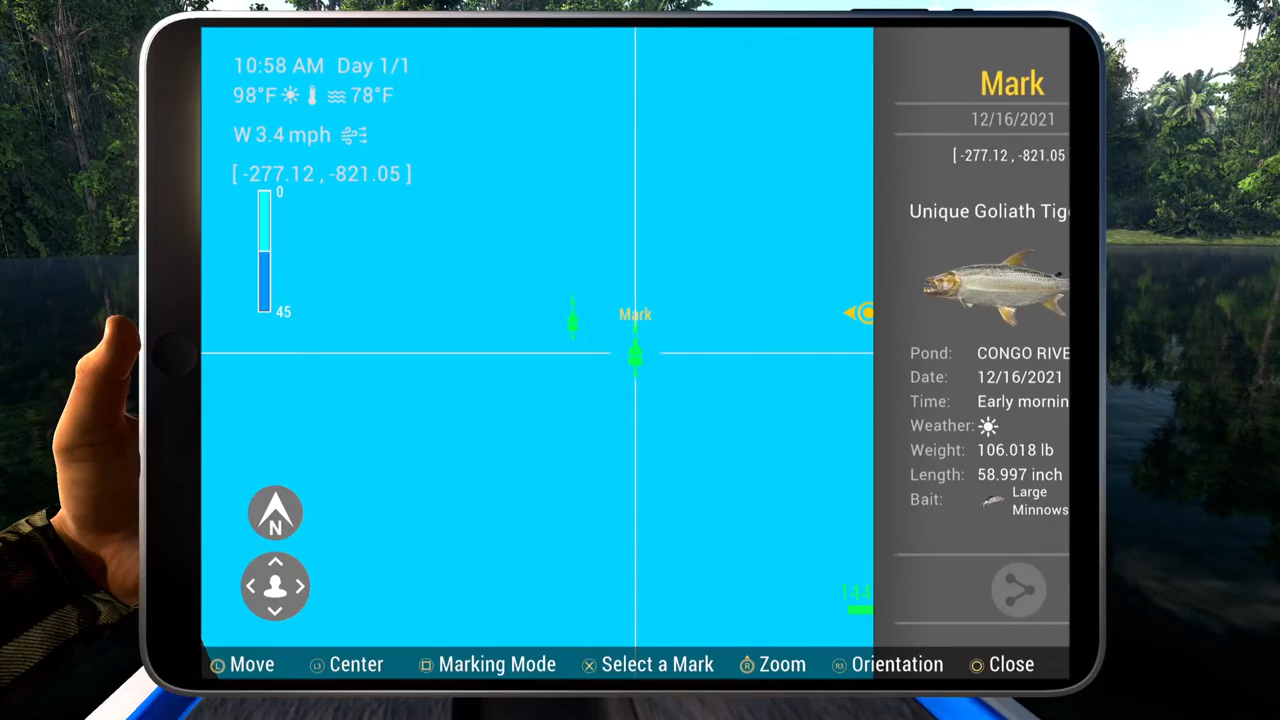 10:58 AM Day 1/1
98°F 78°F
W 3.4 mph
[ -277.12 , -821.05 ]
0
45
Mark
N
144
Mark
12/16/2021
[ -277.12 , -821.05
Unique Goliath Tig
Pond: CONGO RIVE
Date: 12/16/2021
Time: Early mornin
Weather:
Weight: 106.018 lb
Length: 58.997 inch
Bait: Large
Minnows
L Move L3 Center Marking Mode Select a Mark R Zoom R3 Orientation Close